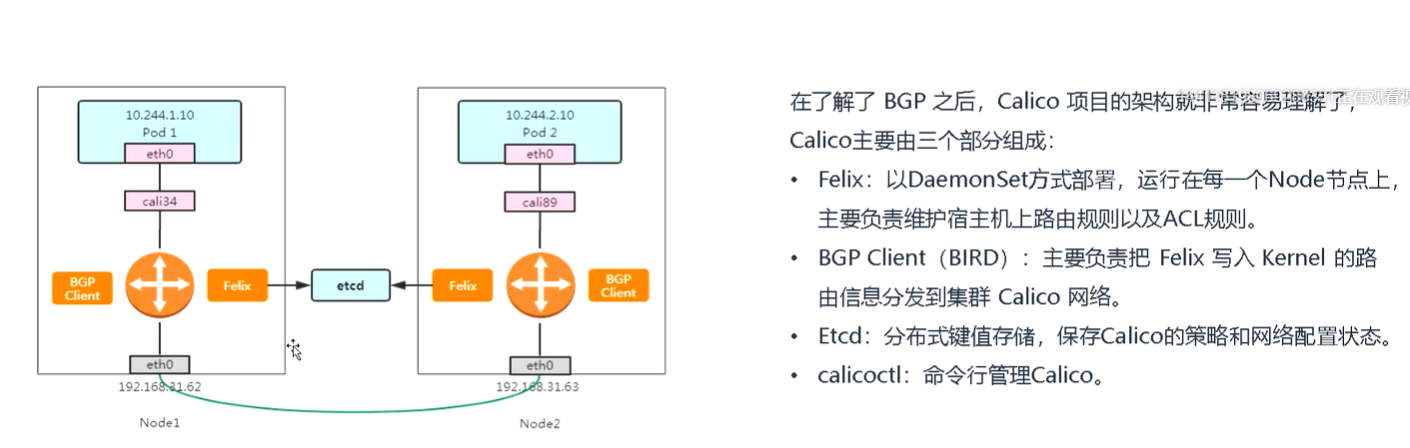 10.244.1.10
Pod 1
eth0
cali34
BGP
Client
Felix
eth0
192.168.31.62
Node1
etcd
10.244.2.10
Pod 2
eth0
cali89
Felix
BGP
Client
eth0
192.168.31.63
Node2
在了解了 BGP 之后，Calico 项目的架构就非常容易理解了，
Calico主要由三个部分组成：
• Felix：以DaemonSet方式部署，运行在每一个Node节点上，
主要负责维护宿主机上路由规则以及ACL规则。
• BGP Client（BIRD）：主要负责把 Felix 写入 Kernel 的路
由信息分发到集群 Calico 网络。
• Etcd：分布式键值存储，保存Calico的策略和网络配置状态。
• calicoctl：命令行管理Calico。
正在观看视